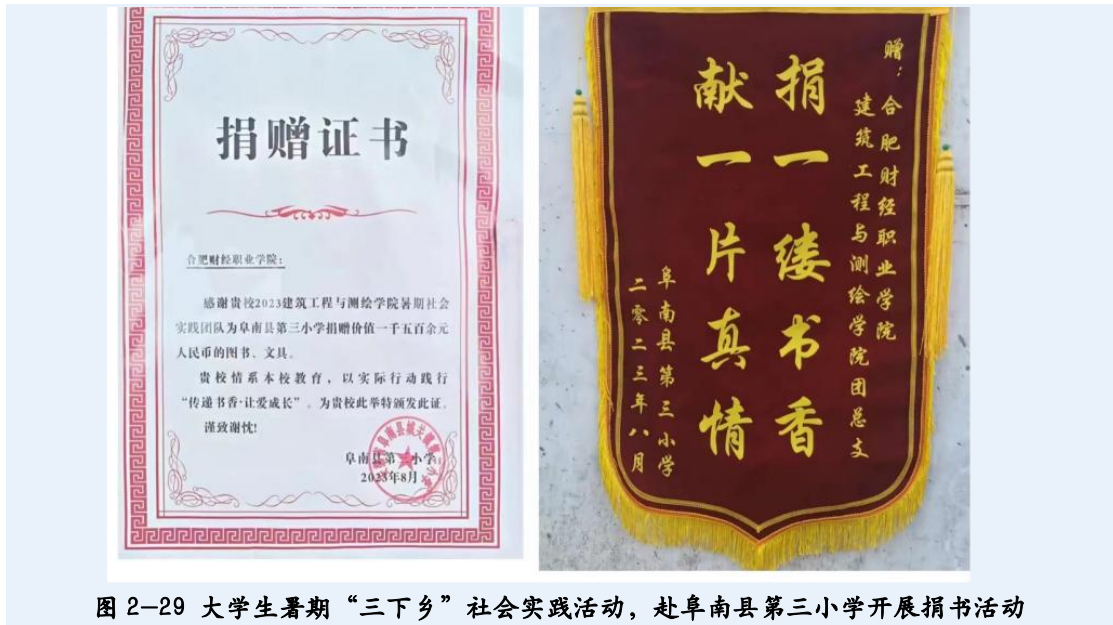 捐赠证书
合肥财经职业学院：
感谢贵校2023建筑工程与测绘学院暑期社会
实践团队为阜南县第三小学捐赠价值一千五百余元
人民币的图书、文具。
贵校情系本校教育，以实际行动践行
“传递书香·让爱成长”。为贵校此举特颁发此证。
谨致谢忱!
阜南县第三小学
2023年8月
赠：
合肥财经职业学院
建筑工程与测绘学院团总支
捐一缕书香
献一片真情
阜南县第三小学
二零二三年八月
图2—29 大学生暑期“三下乡”社会实践活动，赴阜南县第三小学开展捐书活动